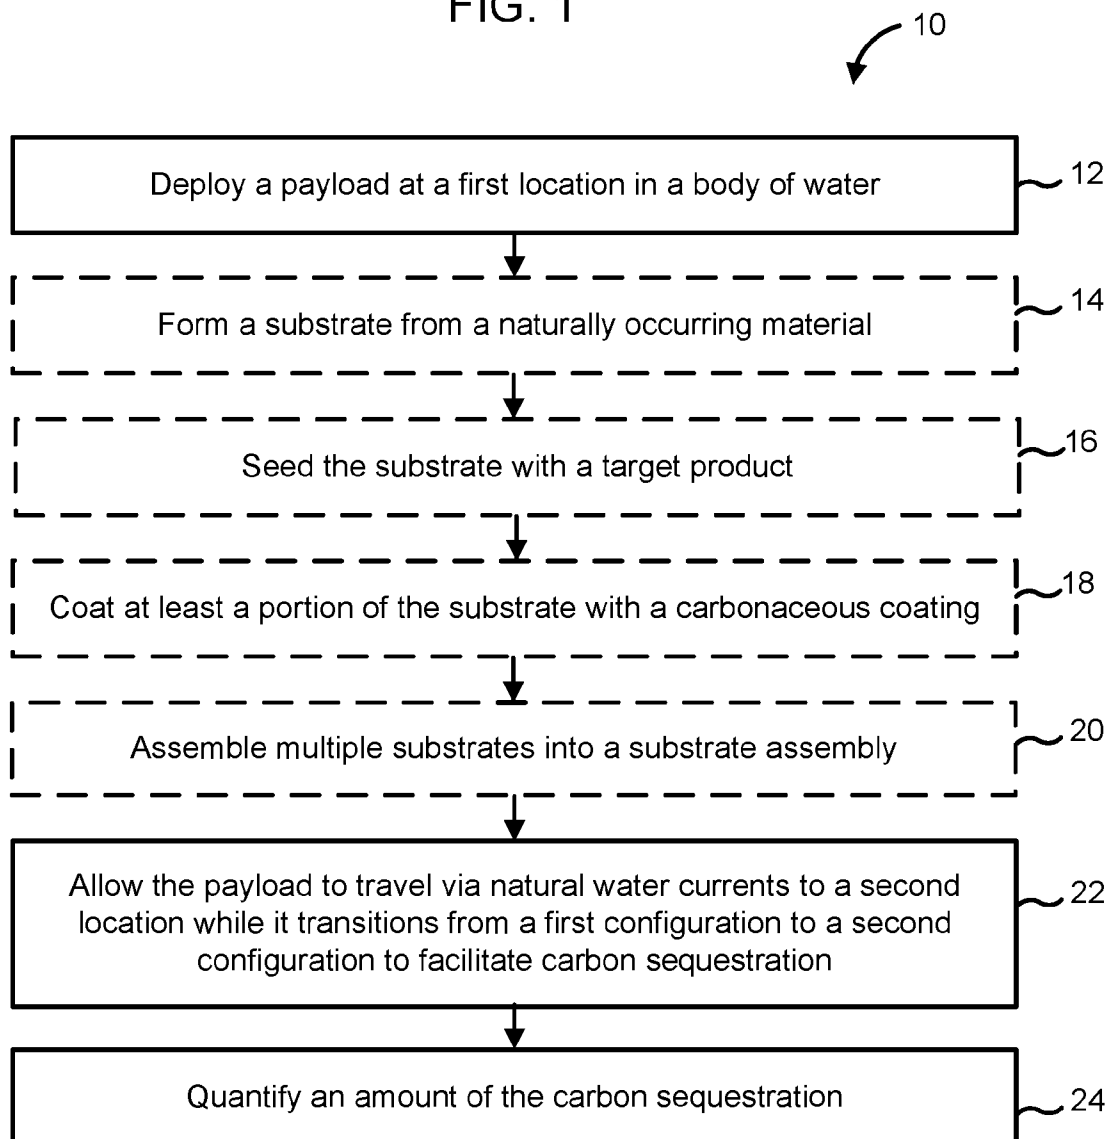 FIG. 1
10
Deploy a payload at a first location in a body of water
12
Form a substrate from a naturally occurring material
14
Seed the substrate with a target product
16
Coat at least a portion of the substrate with a carbonaceous coating
18
Assemble multiple substrates into a substrate assembly
20
Allow the payload to travel via natural water currents to a second
location while it transitions from a first configuration to a second
configuration to facilitate carbon sequestration
22
Quantify an amount of the carbon sequestration
24